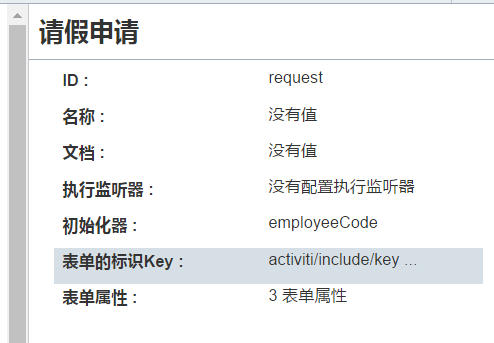 请假申请
ID : request
名称 : 没有值
文档 : 没有值
执行监听器 : 没有配置执行监听器
初始化器 : employeeCode
表单的标识Key : activiti/include/key ...
表单属性 : 3 表单属性